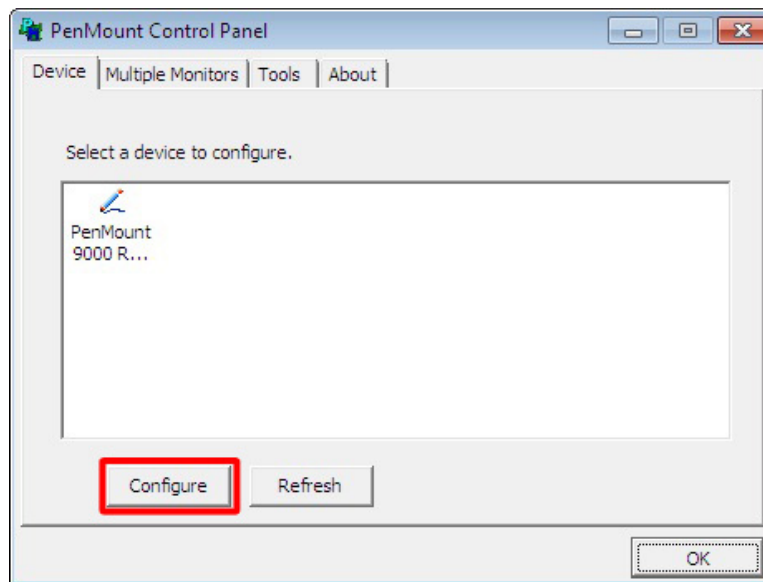 PenMount Control Panel
Device Multiple Monitors Tools About
Select a device to configure.
PenMount
9000 R...
Configure Refresh
OK